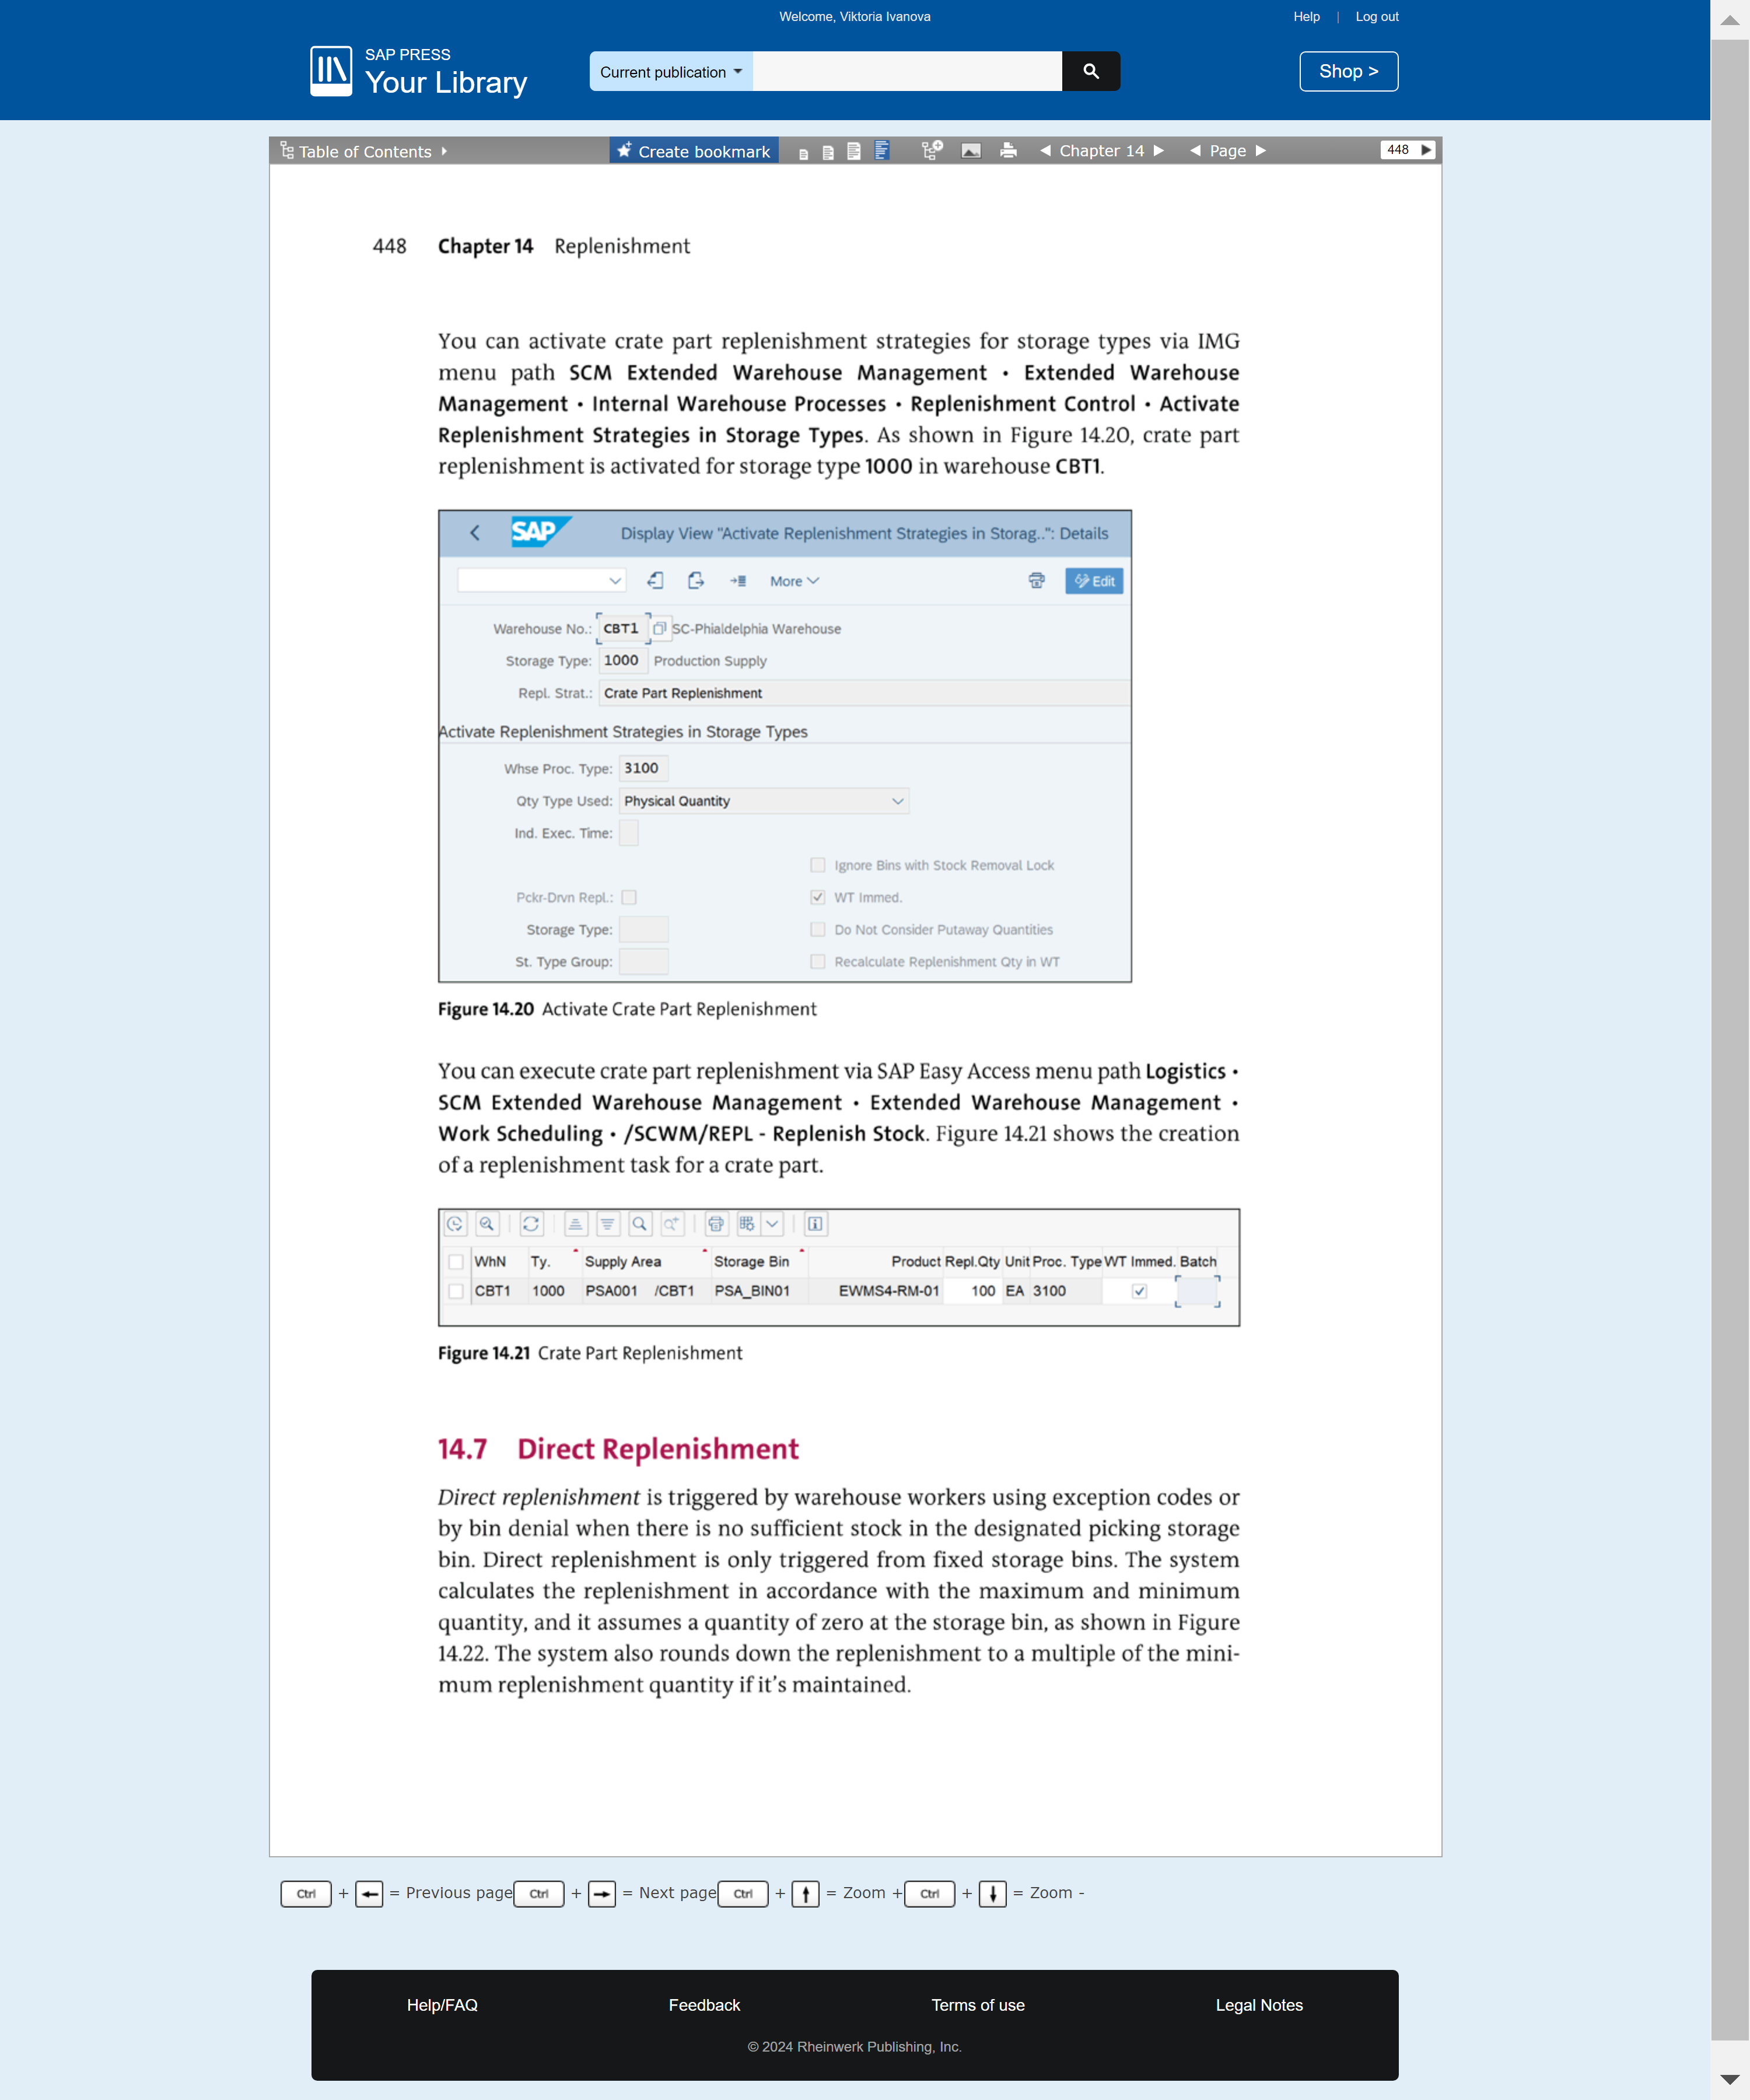 Welcome, Viktoria Ivanova
Help | Log out
SAP PRESS
Your Library
Current publication
Shop >
Table of Contents
Create bookmark
Chapter 14
Page
448
448 Chapter 14 Replenishment
You can activate crate part replenishment strategies for storage types via IMG
menu path SCM Extended Warehouse Management • Extended Warehouse
Management • Internal Warehouse Processes • Replenishment Control • Activate
Replenishment Strategies in Storage Types. As shown in Figure 14.20, crate part
replenishment is activated for storage type 1000 in warehouse CBT1.
SAP
Display View "Activate Replenishment Strategies in Storag..": Details
More
Edit
Warehouse No.: CBT1 SC-Phialdelphia Warehouse
Storage Type: 1000 Production Supply
Repl. Strat.: Crate Part Replenishment
Activate Replenishment Strategies in Storage Types
Whse Proc. Type: 3100
Qty Type Used: Physical Quantity
Ind. Exec. Time:
Ignore Bins with Stock Removal Lock
Pckr-Drvn Repl.: WT Immed.
Storage Type: Do Not Consider Putaway Quantities
St. Type Group: Recalculate Replenishment Qty in WT
Figure 14.20 Activate Crate Part Replenishment
You can execute crate part replenishment via SAP Easy Access menu path Logistics •
SCM Extended Warehouse Management • Extended Warehouse Management •
Work Scheduling • /SCWM/REPL - Replenish Stock. Figure 14.21 shows the creation
of a replenishment task for a crate part.
WhN Ty. Supply Area Storage Bin Product Repl.Qty Unit Proc. Type WT Immed. Batch
CBT1 1000 PSA001 /CBT1 PSA_BIN01 EWMS4-RM-01 100 EA 3100
Figure 14.21 Crate Part Replenishment
14.7 Direct Replenishment
Direct replenishment is triggered by warehouse workers using exception codes or
by bin denial when there is no sufficient stock in the designated picking storage
bin. Direct replenishment is only triggered from fixed storage bins. The system
calculates the replenishment in accordance with the maximum and minimum
quantity, and it assumes a quantity of zero at the storage bin, as shown in Figure
14.22. The system also rounds down the replenishment to a multiple of the mini-
mum replenishment quantity if it's maintained.
Ctrl + ← = Previous page Ctrl + → = Next page Ctrl + ↑ = Zoom + Ctrl + ↓ = Zoom -
Help/FAQ Feedback Terms of use Legal Notes
© 2024 Rheinwerk Publishing, Inc.